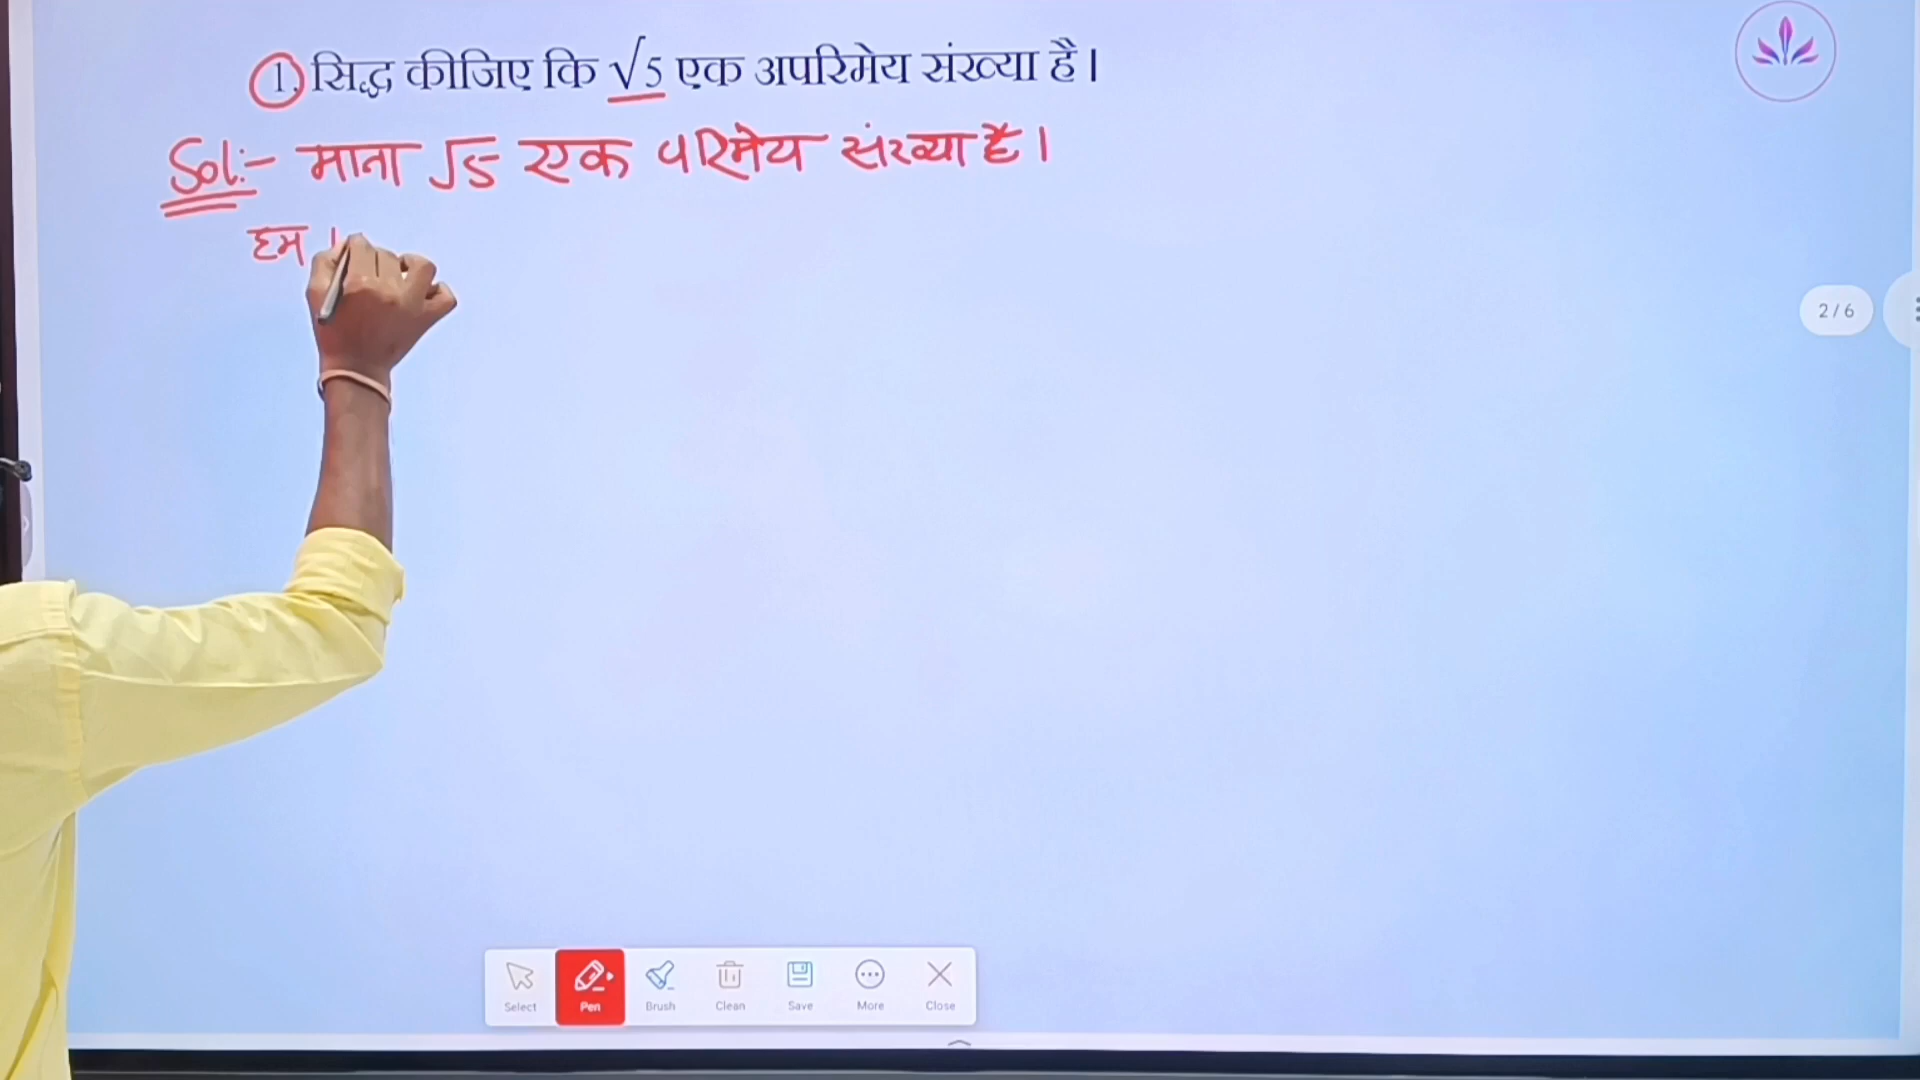 1. सिद्ध कीजिए कि √5 एक अपरिमेय संख्या है।
Sol:- माना √5 एक परिमेय संख्या है।
हम
2 / 6
Select Pen Brush Clean Save More Close